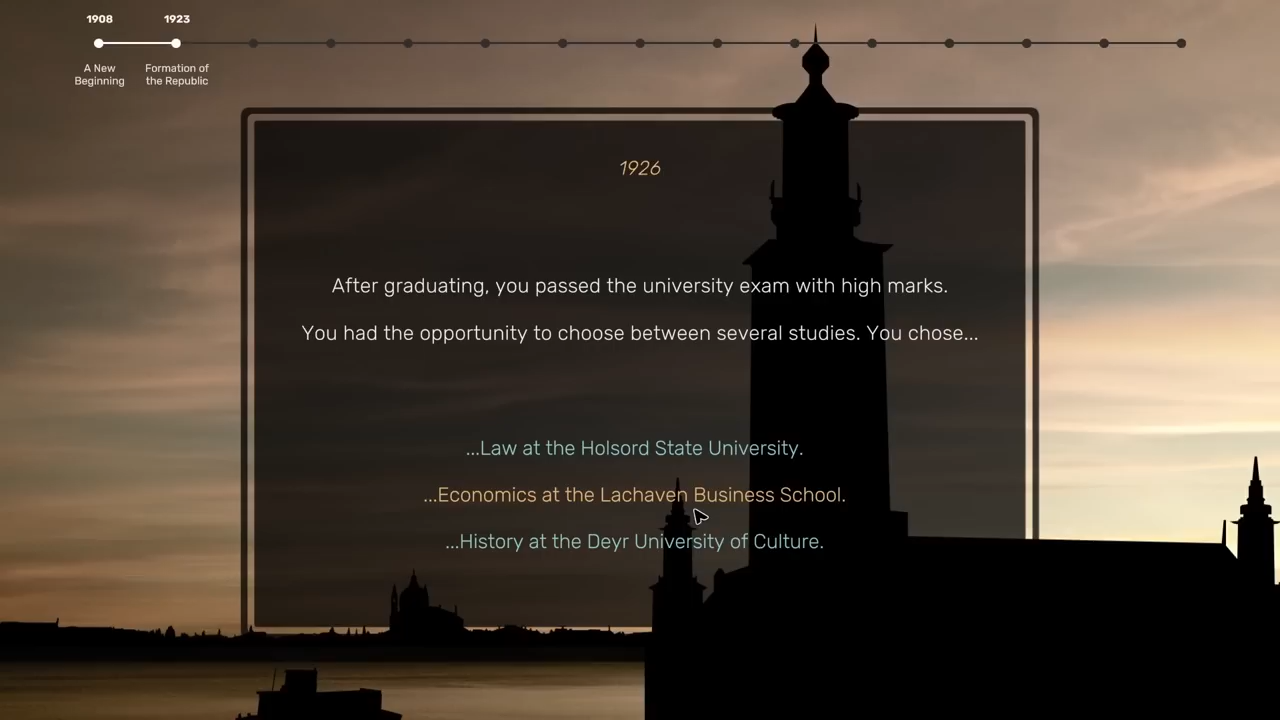 1908
1923
A New
Beginning
Formation of
the Republic
1926
After graduating, you passed the university exam with high marks.
You had the opportunity to choose between several studies. You chose...
...Law at the Holsord State University.
...Economics at the Lachaven Business School.
...History at the Deyr University of Culture.